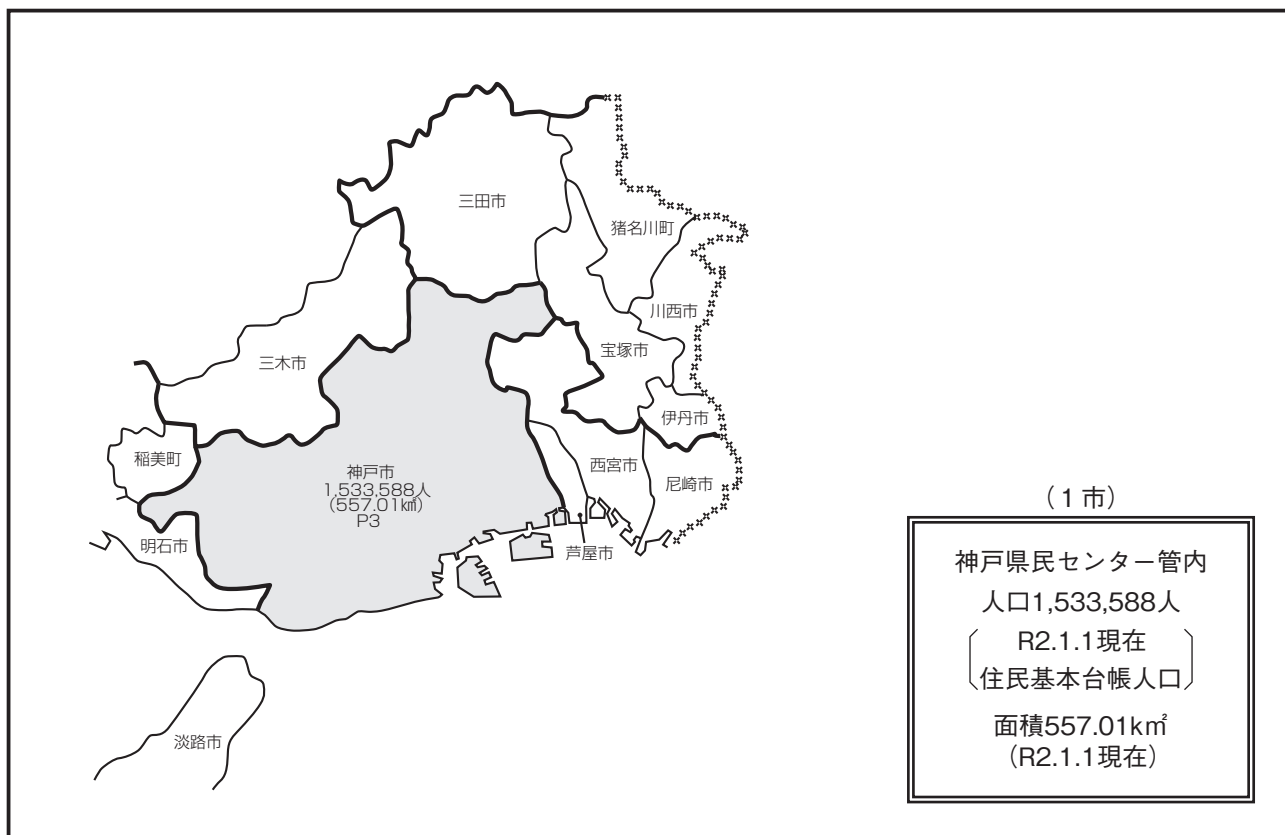 三田市
猪名川町
川西市
三木市
宝塚市
伊丹市
稲美町
神戸市
1,533,588人
(557.01㎢)
P3
西宮市
尼崎市
明石市
芦屋市
淡路市
(1市)
神戸県民センター管内
人口1,533,588人
R2.1.1現在
住民基本台帳人口
面積557.01k㎡
(R2.1.1現在)